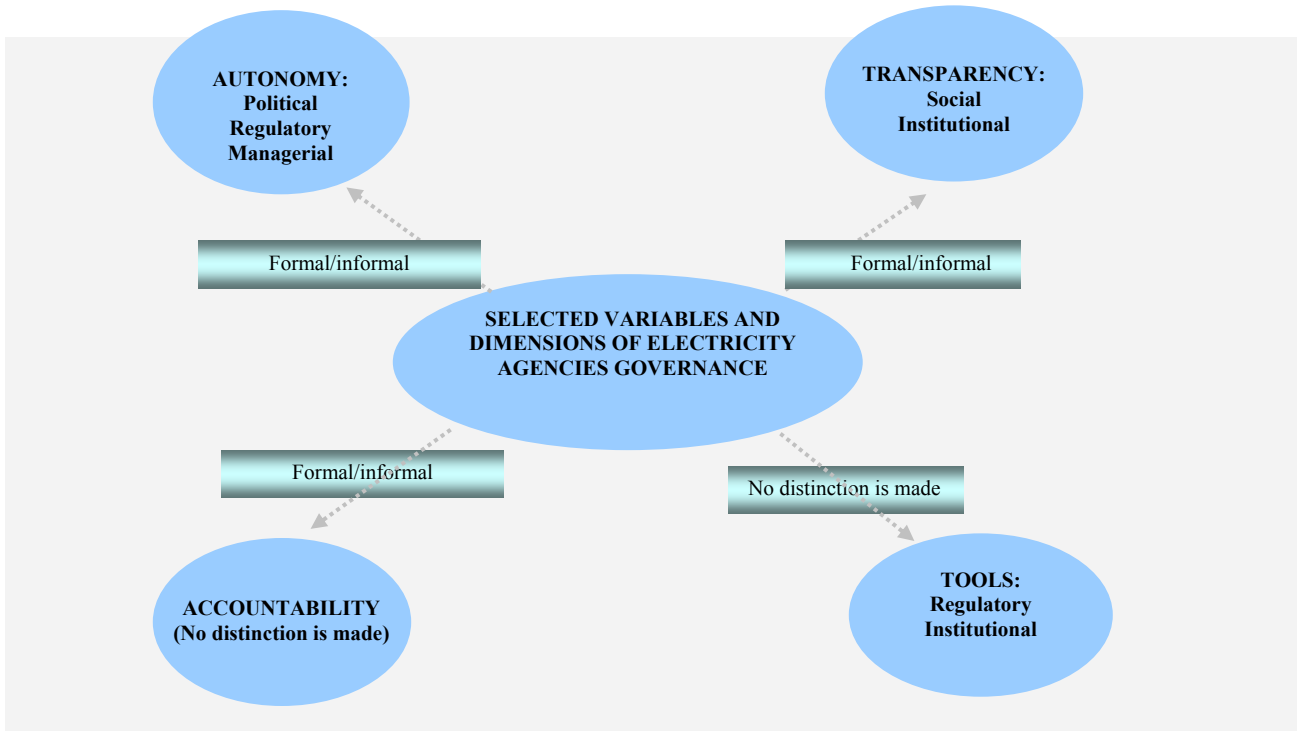 AUTONOMY:
Political
Regulatory
Managerial
TRANSPARENCY:
Social
Institutional
Formal/informal
Formal/informal
SELECTED VARIABLES AND
DIMENSIONS OF ELECTRICITY
AGENCIES GOVERNANCE
Formal/informal
No distinction is made
ACCOUNTABILITY
(No distinction is made)
TOOLS:
Regulatory
Institutional